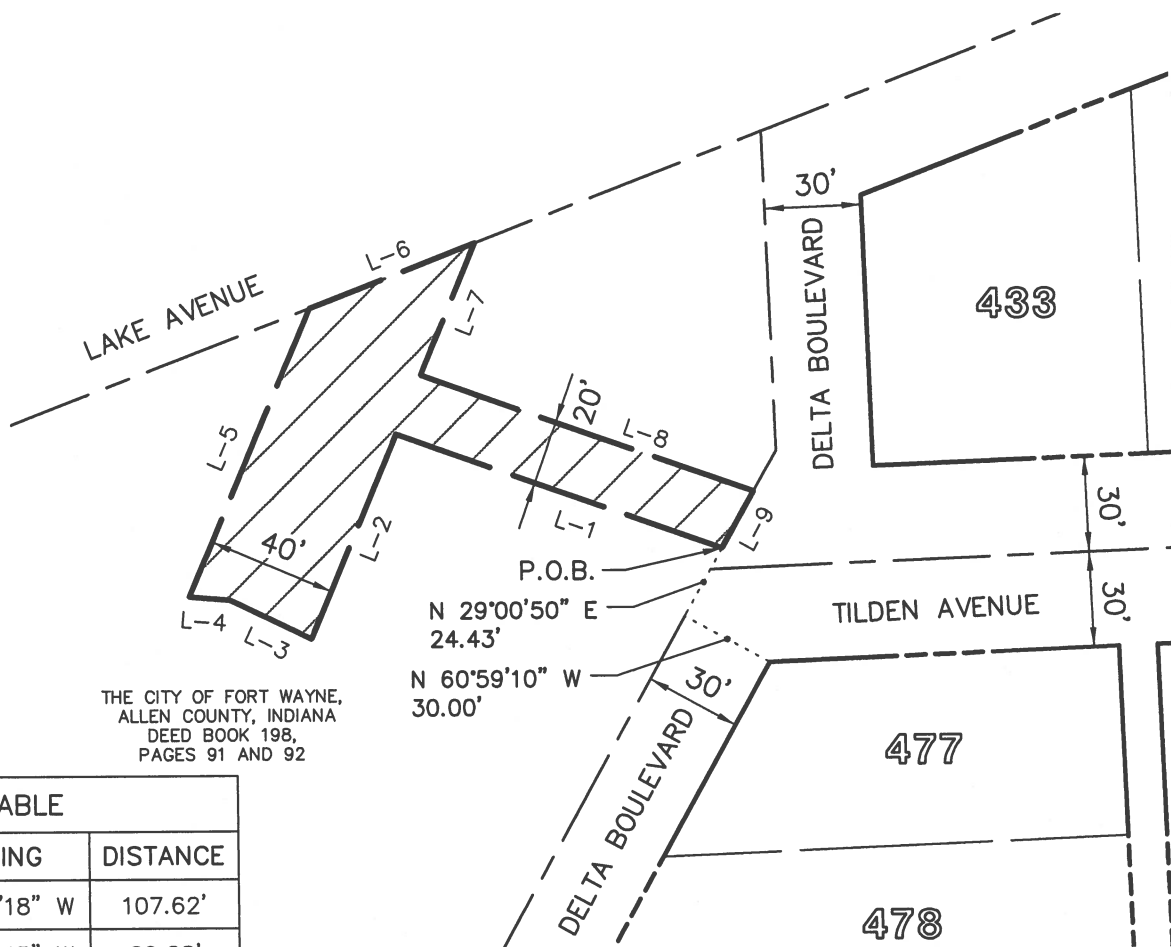 30'
DELTA BOULEVARD
433
L-6
LAKE AVENUE
L-7
20'
L-8
L-5
L-1
L-9
L-2
40'
30'
P.O.B.
N 29°00'50" E
24.43'
TILDEN AVENUE
30'
L-4
L-3
N 60°59'10" W
30.00'
30'
THE CITY OF FORT WAYNE,
ALLEN COUNTY, INDIANA
DEED BOOK 198,
PAGES 91 AND 92
DELTA BOULEVARD
477
478
ABLE
ING DISTANCE
'18" W 107.62'